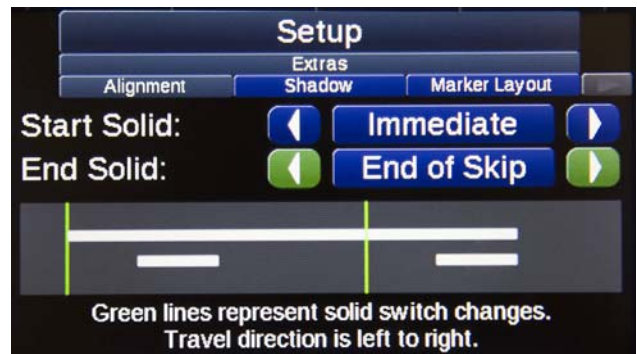 Setup
Extras
Alignment Shadow Marker Layout
Start Solid: Immediate
End Solid: End of Skip
Green lines represent solid switch changes.
Travel direction is left to right.